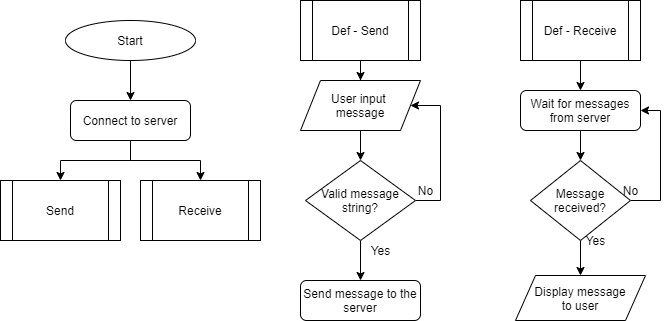 Start
Connect to server
Send
Receive
Def - Send
User input
message
Valid message
string?
No
Yes
Send message to the
server
Def - Receive
Wait for messages
from server
Message
received?
No
Yes
Display message
to user